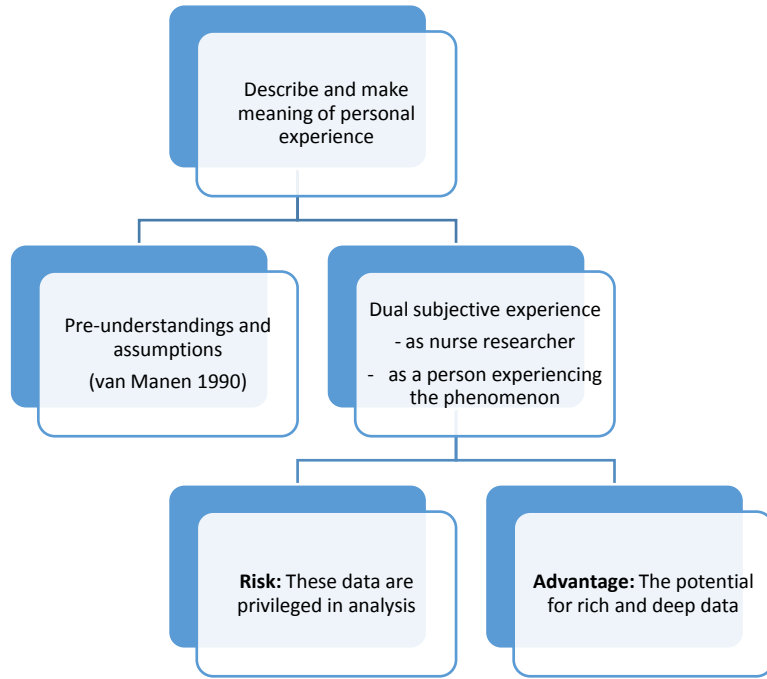 Describe and make
meaning of personal
experience
Pre-understandings and
assumptions
(van Manen 1990)
Dual subjective experience
- as nurse researcher
- as a person experiencing
the phenomenon
Risk: These data are
privileged in analysis
Advantage: The potential
for rich and deep data